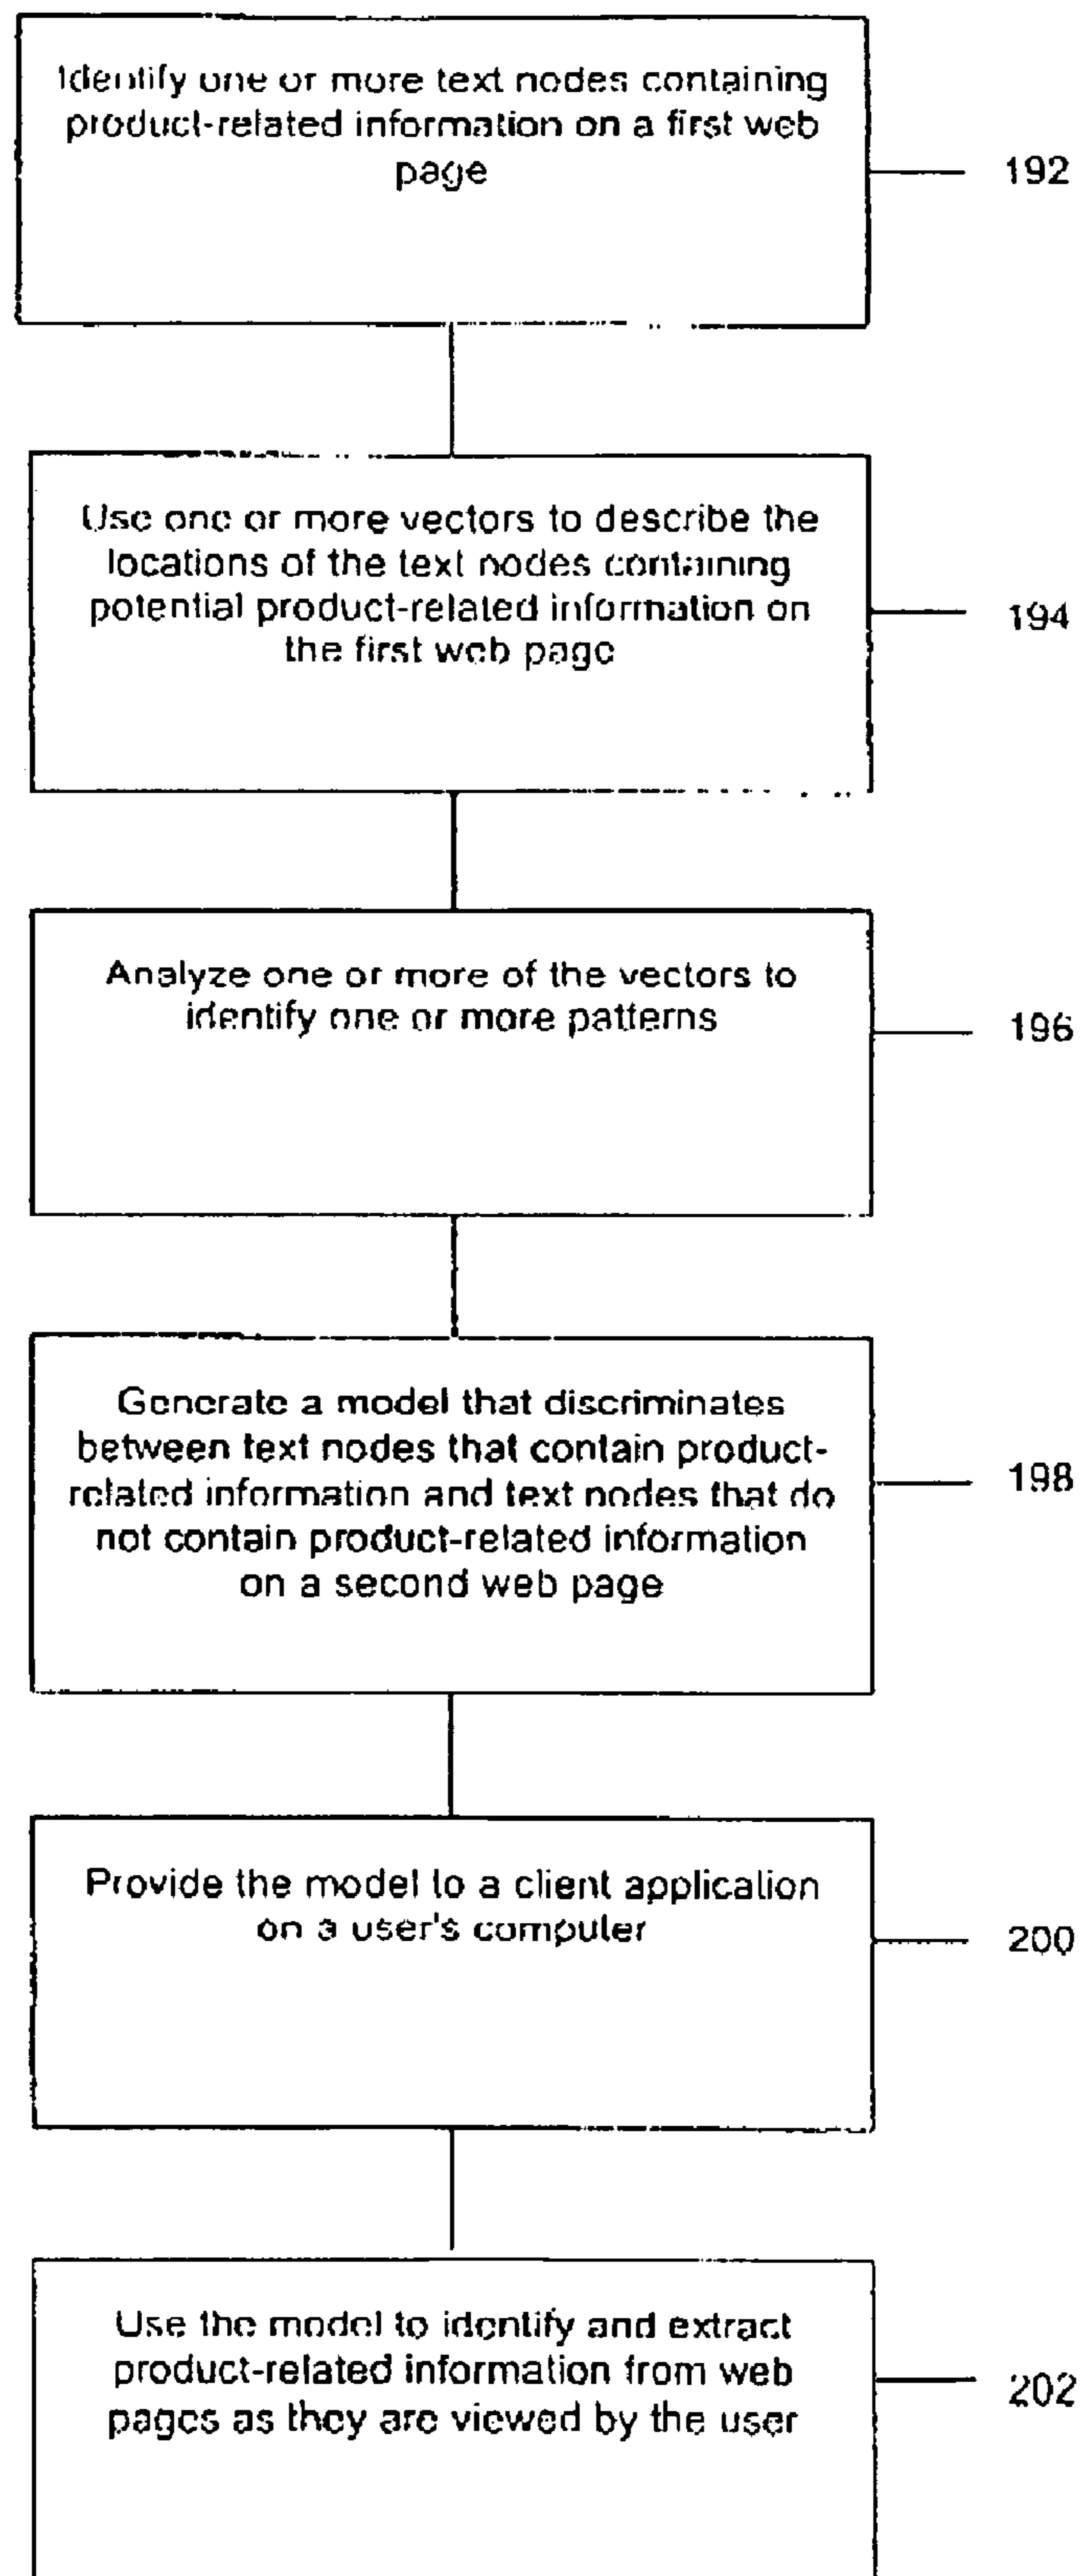 Identify one or more text nodes containing
product-related information on a first web
page
192
Use one or more vectors to describe the
locations of the text nodes containing
potential product-related information on
the first web page
194
Analyze one or more of the vectors to
identify one or more patterns
196
Generate a model that discriminates
between text nodes that contain product-
related information and text nodes that do
not contain product-related information
on a second web page
198
Provide the model to a client application
on a user's computer
200
Use the model to identify and extract
product-related information from web
pages as they are viewed by the user
202